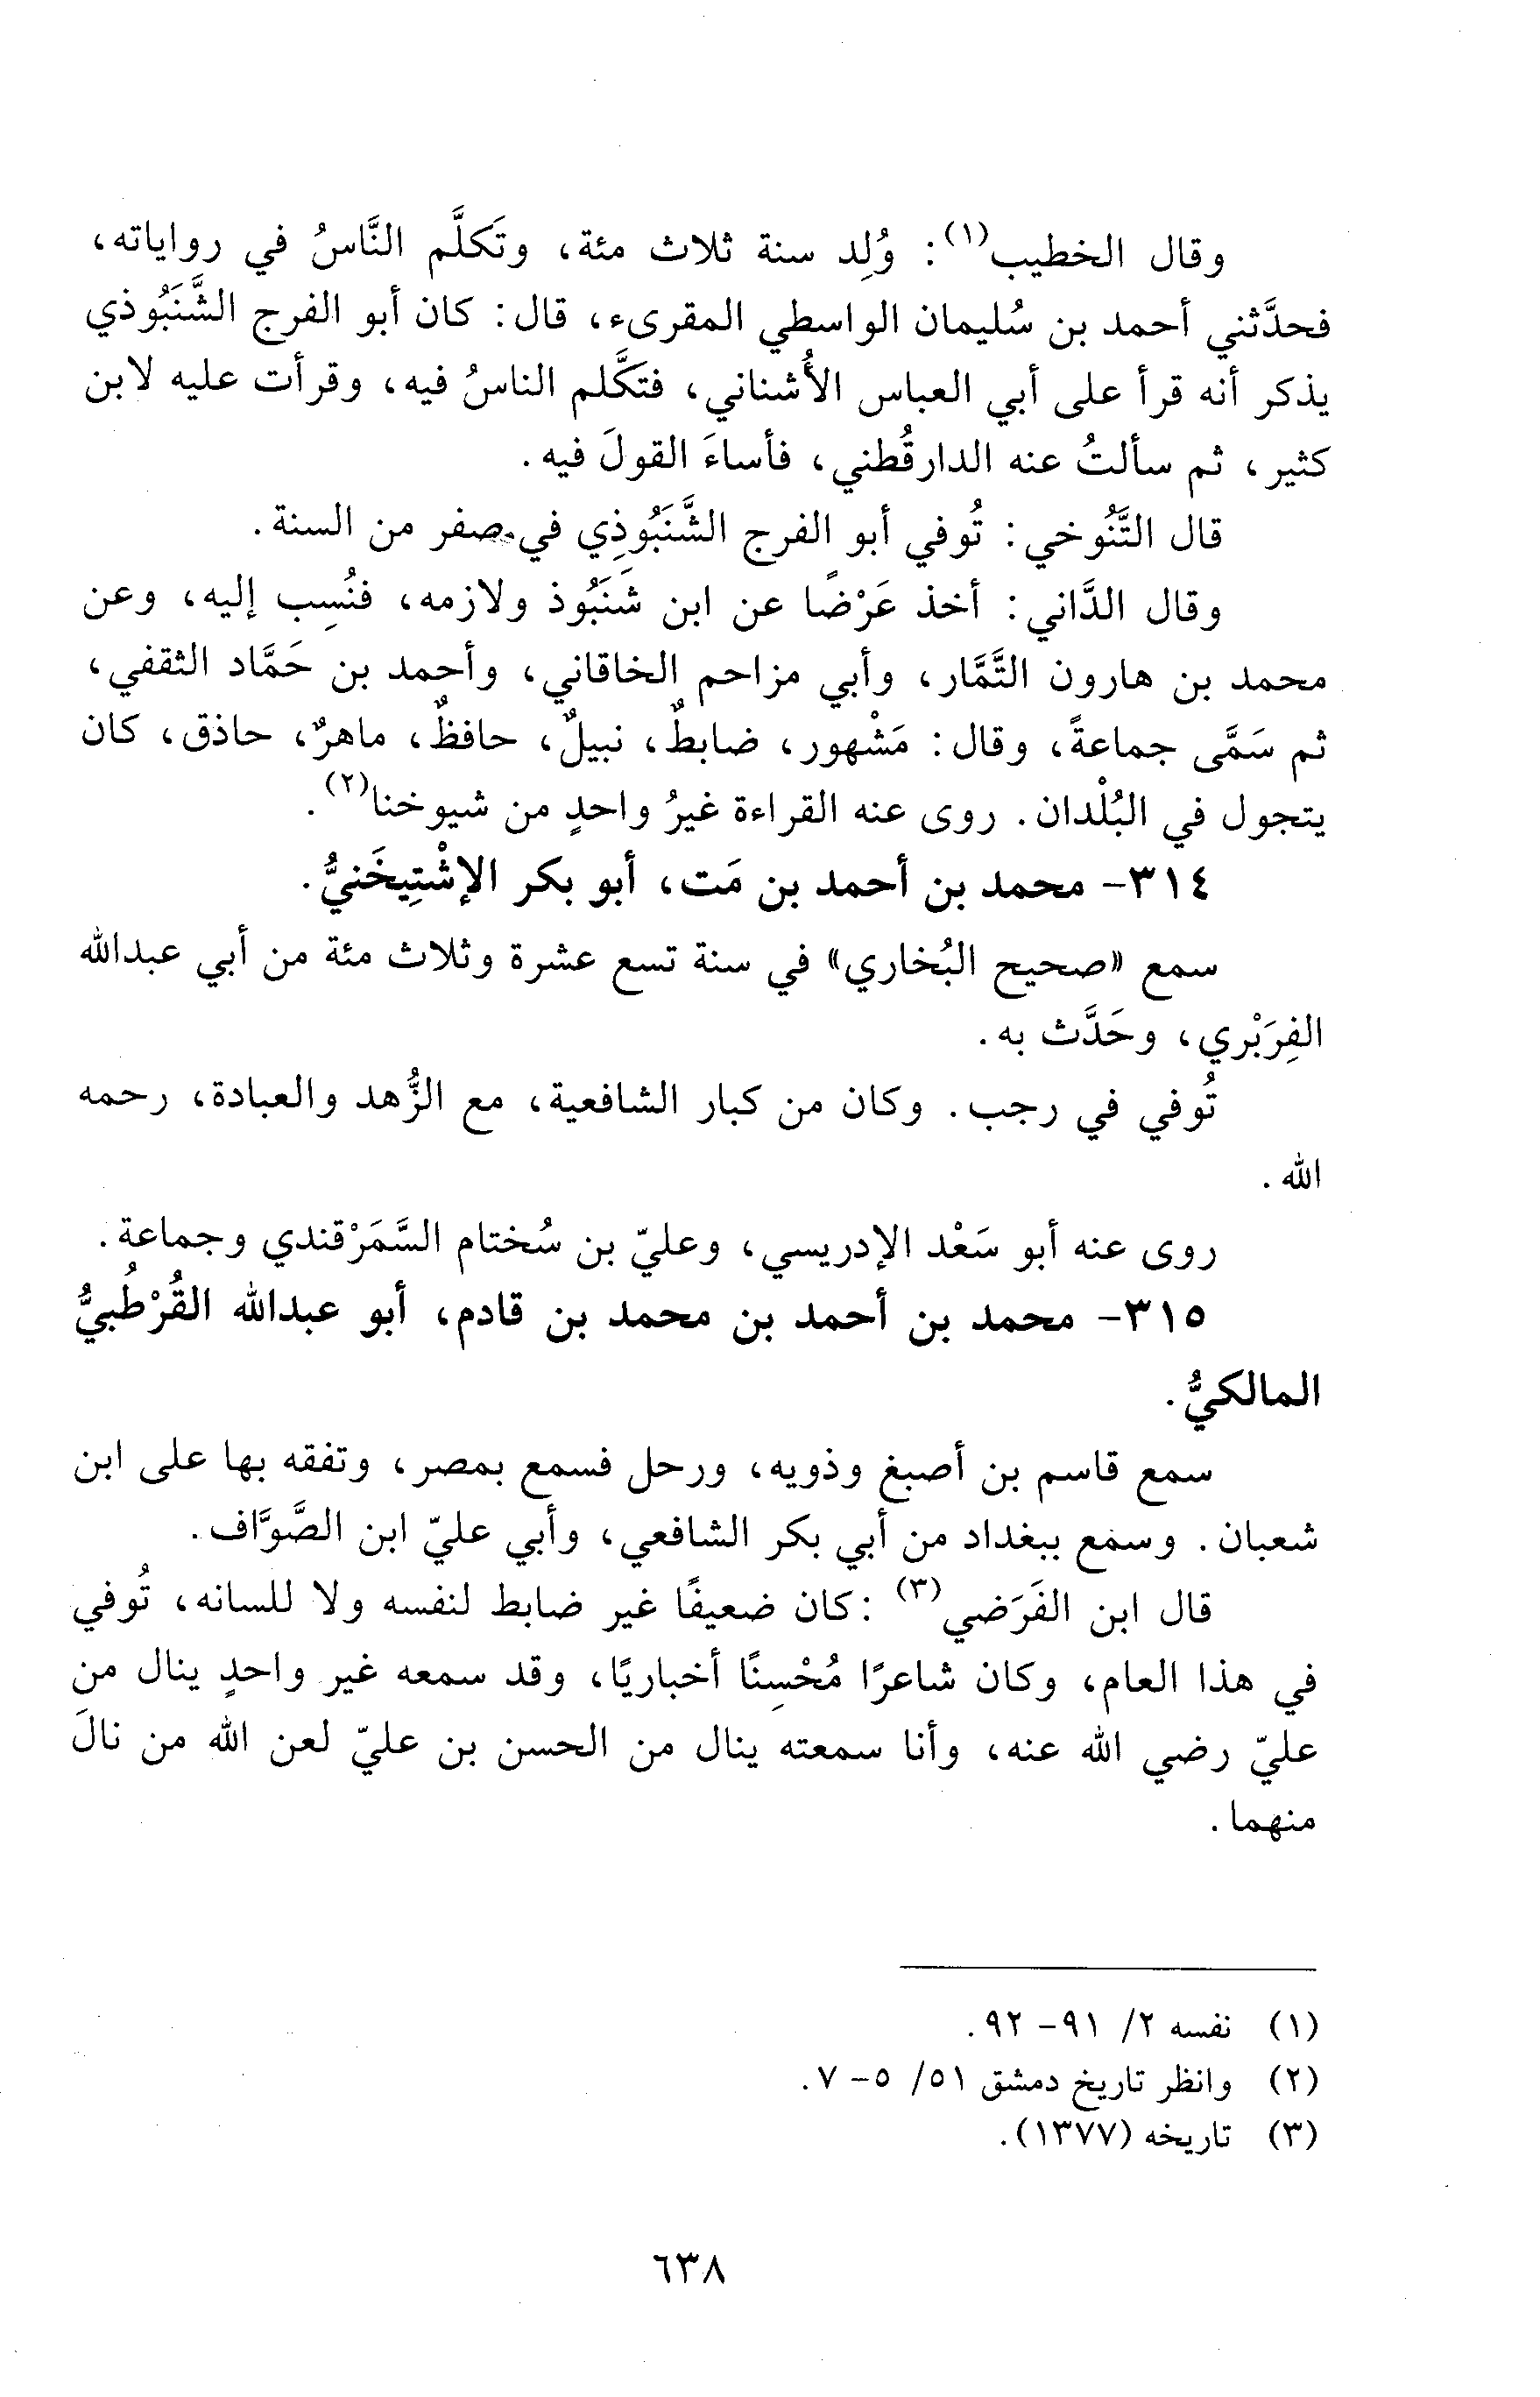 وقال الخطيب(١): وُلِد سنة ثلاث مئة، وتَكلَّم النَّاسُ في رواياته،
فحدَّثني أحمد بن سُليمان الواسطي المقرىء، قال: كان أبو الفرج الشَّنَبُوذي
يذكر أنه قرأ على أبي العباس الأُشناني، فتكَّلم الناسُ فيه، وقرأت عليه لابن
كثير، ثم سألتُ عنه الدارقُطني، فأساءَ القولَ فيه.
قال التَّنُوخي: تُوفي أبو الفرج الشَّنَبُوذِي في صفر من السنة.
وقال الدَّاني: أخذ عَرْضًا عن ابن شَنَبُوذ ولازمه، فنُسِب إليه، وعن
محمد بن هارون التَّمَّار، وأبي مزاحم الخاقاني، وأحمد بن حَمَّاد الثقفي،
ثم سَمَّى جماعةً، وقال: مَشْهور، ضابطٌ، نبيلٌ، حافظٌ، ماهرٌ، حاذق، كان
يتجول في البُلْدان. روى عنه القراءة غيرُ واحدٍ من شيوخنا(٢).
٣١٤- محمد بن أحمد بن مَت، أبو بكر الإشْتِيخَنيُّ.
سمع «صحيح البُخاري» في سنة تسع عشرة وثلاث مئة من أبي عبدالله
الفِرَبْري، وحَدَّث به.
تُوفي في رجب. وكان من كبار الشافعية، مع الزُّهد والعبادة، رحمه
الله.
روى عنه أبو سَعْد الإدريسي، وعليّ بن سُختام السَّمَرْقندي وجماعة.
٣١٥- محمد بن أحمد بن محمد بن قادم، أبو عبدالله القُرْطُبيُّ
المالكيُّ.
سمع قاسم بن أصبغ وذويه، ورحل فسمع بمصر، وتفقه بها على ابن
شعبان. وسمع ببغداد من أبي بكر الشافعي، وأبي عليّ ابن الصَّوَّاف.
قال ابن الفَرَضي(٣): كان ضعيفًا غير ضابط لنفسه ولا للسانه، تُوفي
في هذا العام، وكان شاعرًا مُحْسِنًا أخباريًا، وقد سمعه غير واحدٍ ينال من
عليّ رضي الله عنه، وأنا سمعته ينال من الحسن بن عليّ لعن الله من نالَ
منهما.
(١) نفسه ٢/ ٩١- ٩٢.
(٢) وانظر تاريخ دمشق ٥١/ ٥- ٧.
(٣) تاريخه (١٣٧٧).
٦٣٨